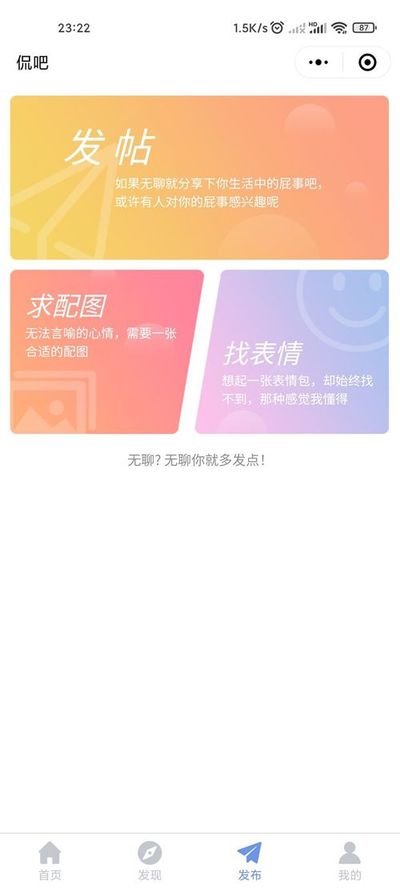 23:22
1.5K/s HD 87
侃吧
发帖
如果无聊就分享下你生活中的屁事吧，
或许有人对你的屁事感兴趣呢
求配图
无法言喻的心情，需要一张
合适的配图
找表情
想起一张表情包，却始终找
不到，那种感觉我懂得
无聊? 无聊你就多发点!
首页
发现
发布
我的